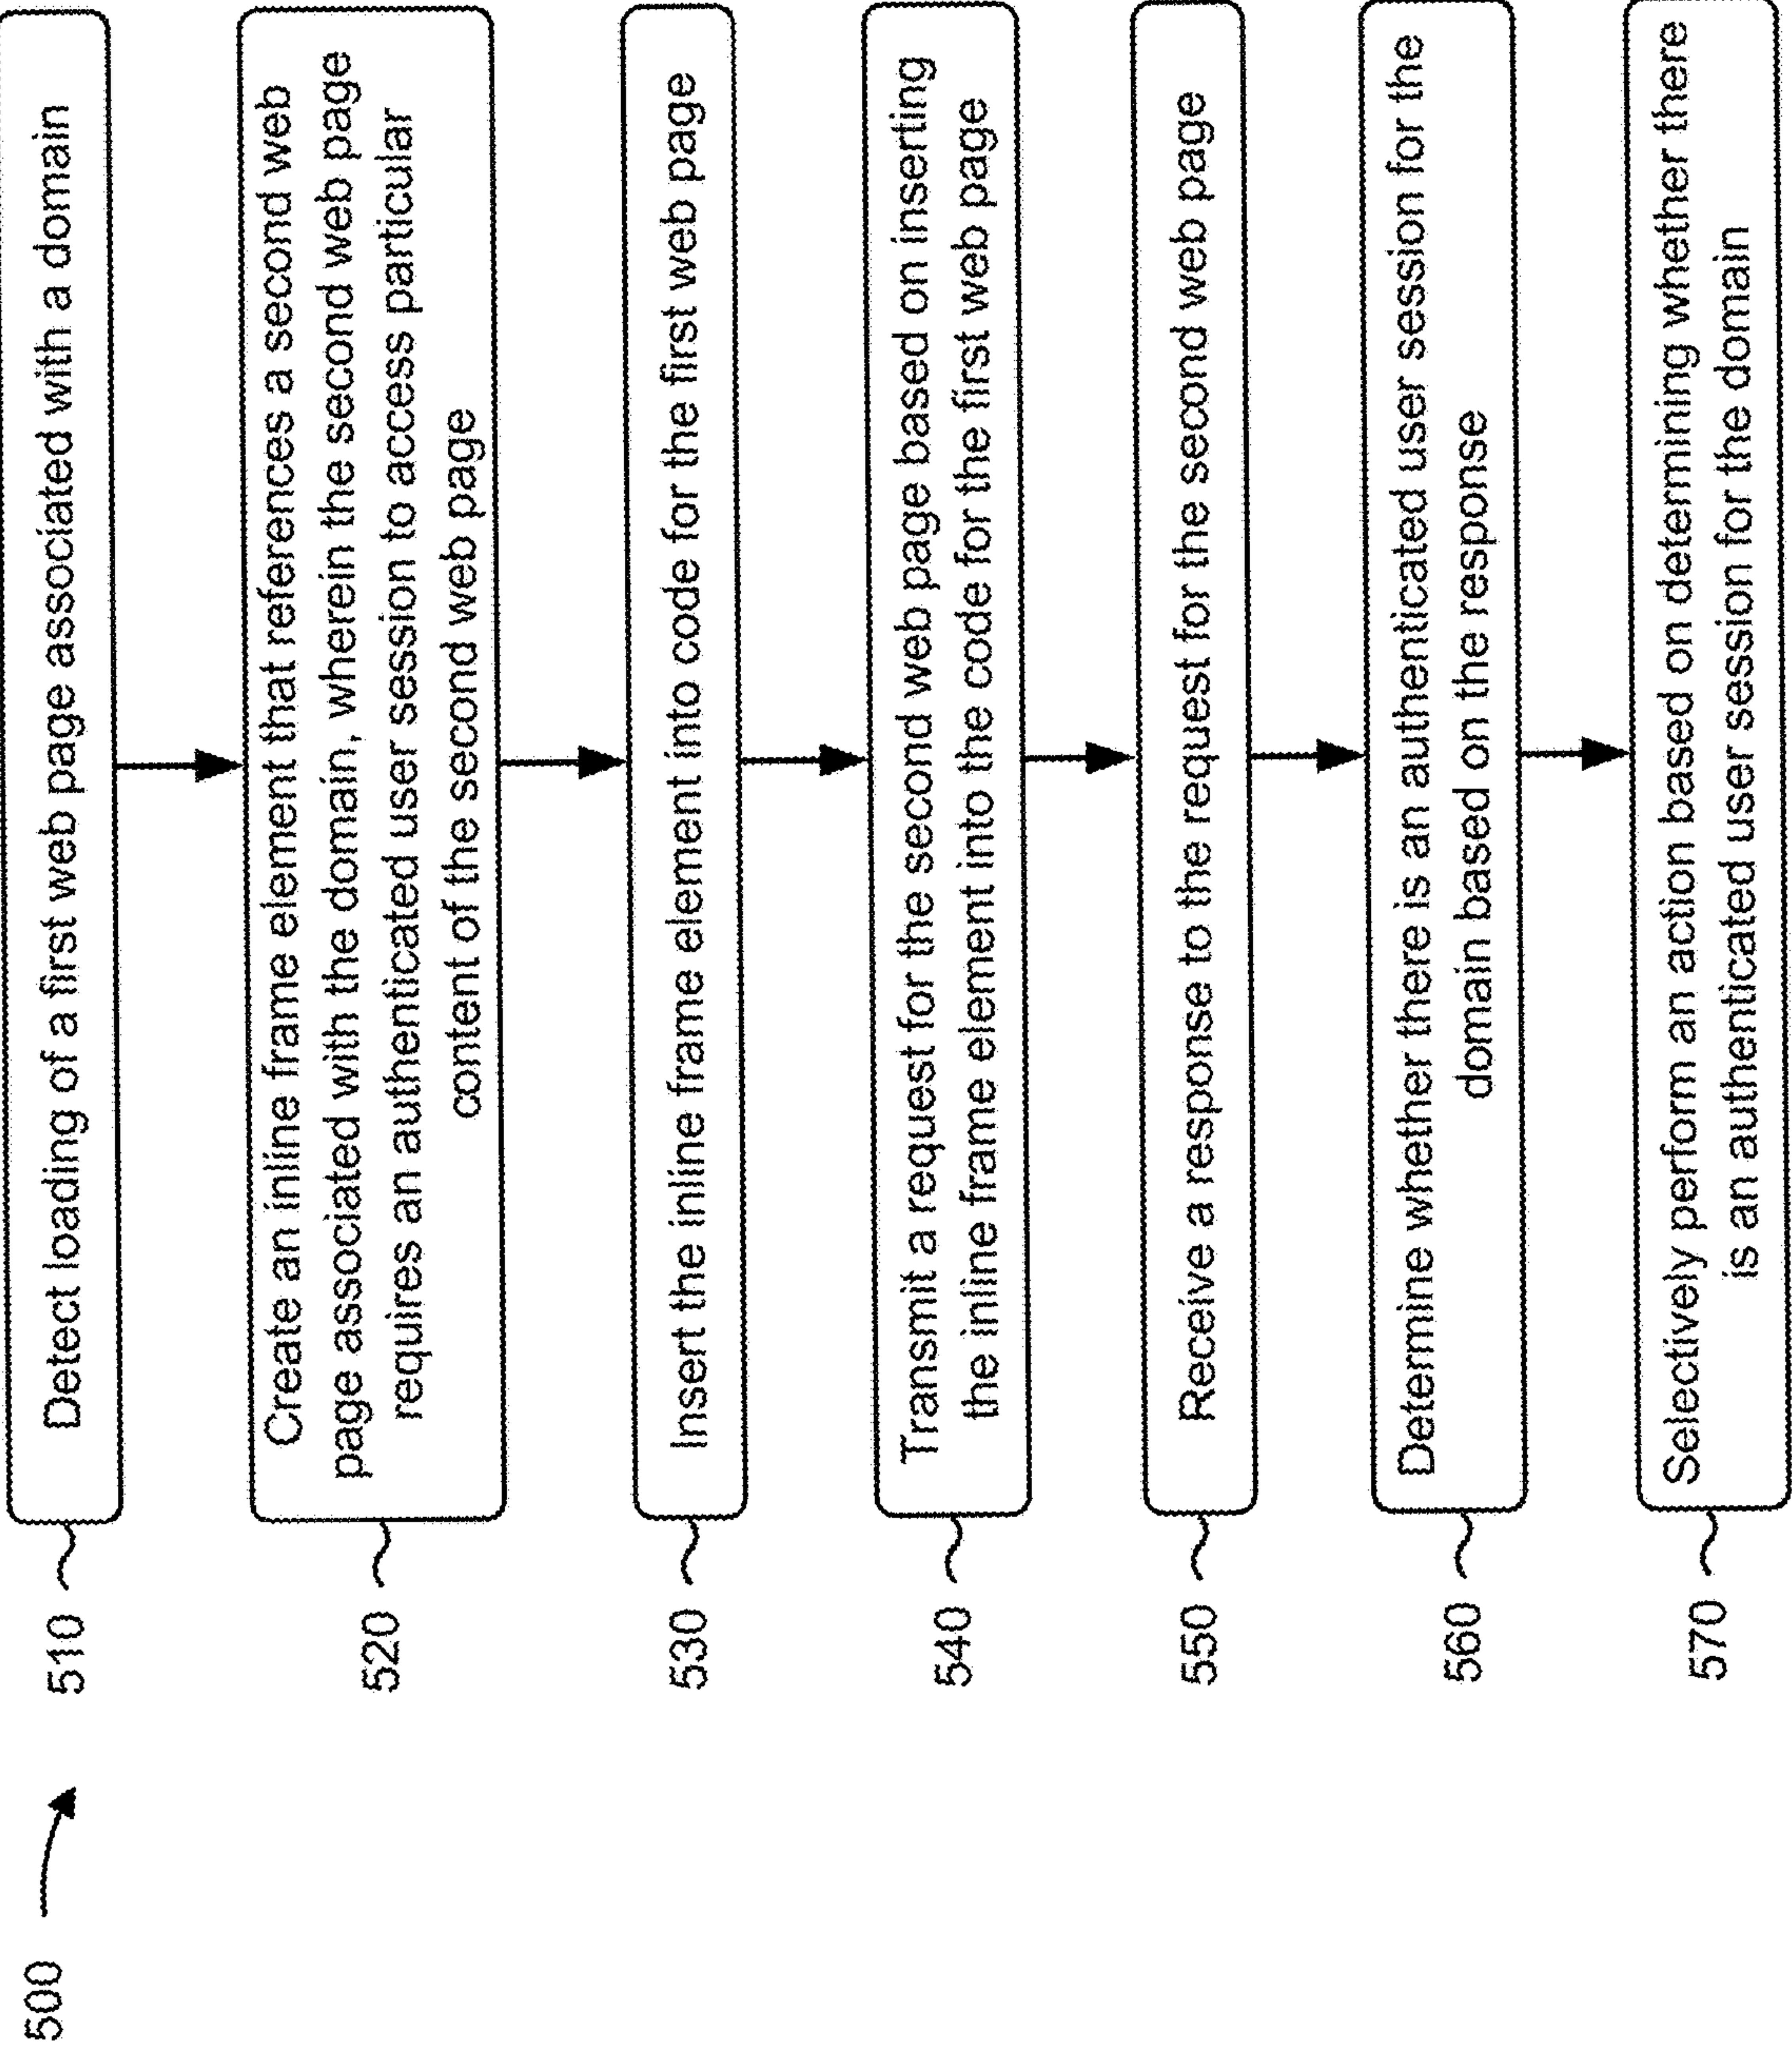 500
510
Detect loading of a first web page associated with a domain
520
Create an inline frame element that references a second web
page associated with the domain, wherein the second web page
requires an authenticated user session to access particular
content of the second web page
530
Insert the inline frame element into code for the first web page
540
Transmit a request for the second web page based on inserting
the inline frame element into the code for the first web page
550
Receive a response to the request for the second web page
560
Determine whether there is an authenticated user session for the
domain based on the response
570
Selectively perform an action based on determining whether there
is an authenticated user session for the domain